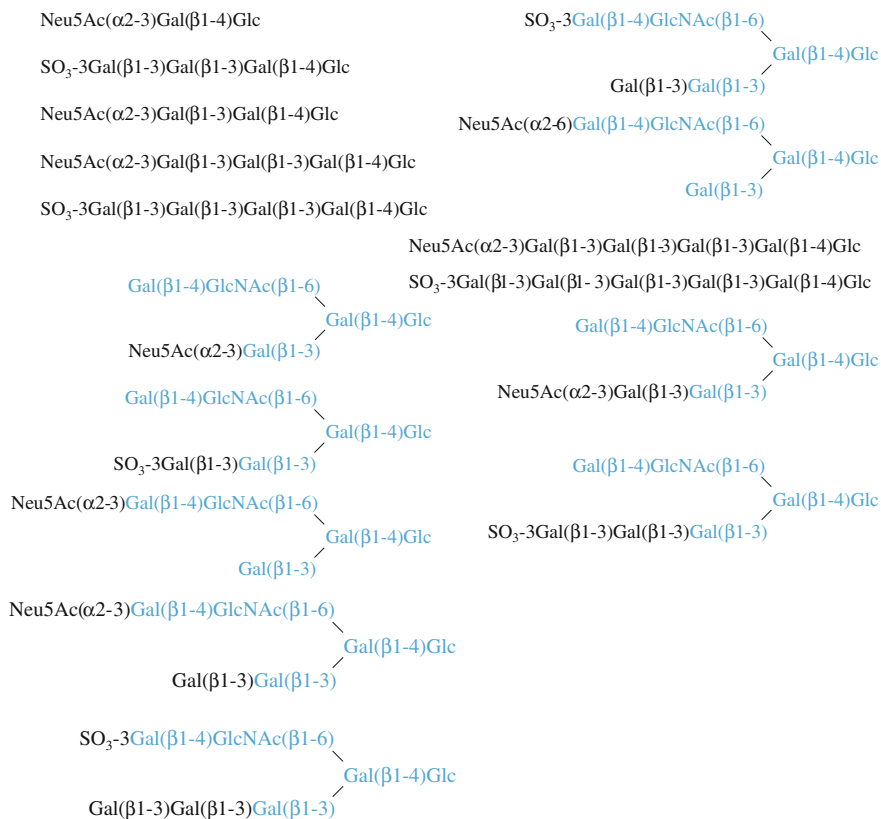 Neu5Ac(α2-3)Gal(β1-4)Glc
SO₃-3Gal(β1-3)Gal(β1-3)Gal(β1-4)Glc
Neu5Ac(α2-3)Gal(β1-3)Gal(β1-4)Glc
Neu5Ac(α2-3)Gal(β1-3)Gal(β1-3)Gal(β1-4)Glc
SO₃-3Gal(β1-3)Gal(β1-3)Gal(β1-3)Gal(β1-4)Glc
SO₃-3Gal(β1-4)GlcNAc(β1-6)
Gal(β1-4)Glc
Gal(β1-3)Gal(β1-3)
Neu5Ac(α2-6)Gal(β1-4)GlcNAc(β1-6)
Gal(β1-4)Glc
Gal(β1-3)
Neu5Ac(α2-3)Gal(β1-3)Gal(β1-3)Gal(β1-3)Gal(β1-4)Glc
SO₃-3Gal(β1-3)Gal(β1-3)Gal(β1-3)Gal(β1-3)Gal(β1-4)Glc
Gal(β1-4)GlcNAc(β1-6)
Gal(β1-4)Glc
Neu5Ac(α2-3)Gal(β1-3)
Gal(β1-4)GlcNAc(β1-6)
Gal(β1-4)Glc
SO₃-3Gal(β1-3)Gal(β1-3)
Neu5Ac(α2-3)Gal(β1-4)GlcNAc(β1-6)
Gal(β1-4)Glc
Gal(β1-3)
Neu5Ac(α2-3)Gal(β1-4)GlcNAc(β1-6)
Gal(β1-4)Glc
Gal(β1-3)Gal(β1-3)
SO₃-3Gal(β1-4)GlcNAc(β1-6)
Gal(β1-4)Glc
Gal(β1-3)Gal(β1-3)Gal(β1-3)
Gal(β1-4)GlcNAc(β1-6)
Gal(β1-4)Glc
Neu5Ac(α2-3)Gal(β1-3)Gal(β1-3)
Gal(β1-4)GlcNAc(β1-6)
Gal(β1-4)Glc
SO₃-3Gal(β1-3)Gal(β1-3)Gal(β1-3)